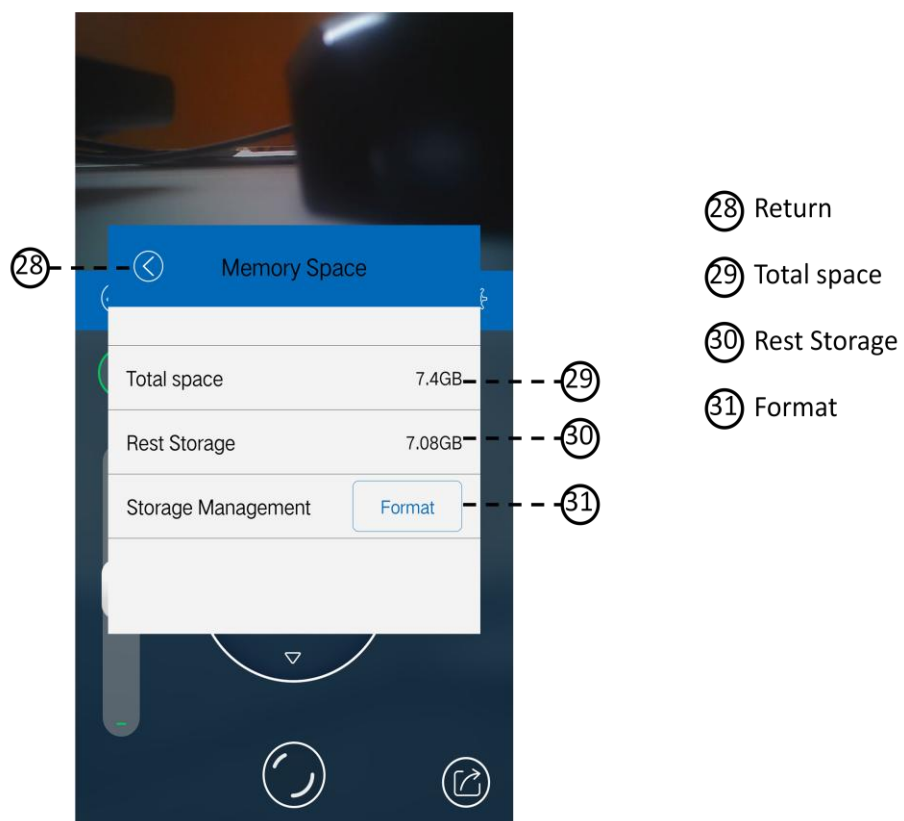 28 Memory Space
Total space 7.4GB 29
Rest Storage 7.08GB 30
Storage Management Format 31
28 Return
29 Total space
30 Rest Storage
31 Format